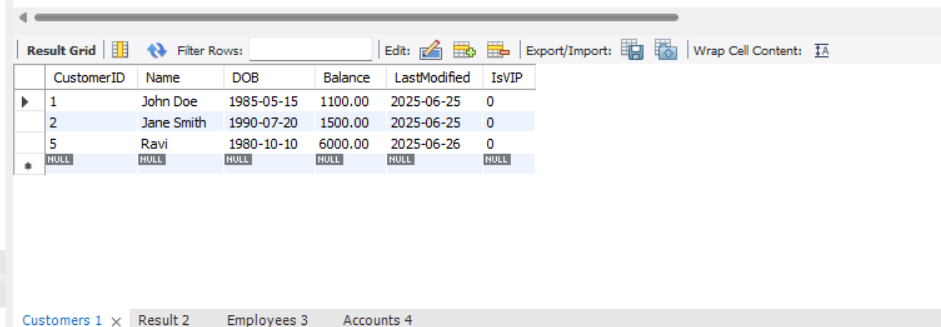 Result Grid Filter Rows: Edit: Export/Import: Wrap Cell Content: IA
CustomerID Name DOB Balance LastModified IsVIP
1 John Doe 1985-05-15 1100.00 2025-06-25 0
2 Jane Smith 1990-07-20 1500.00 2025-06-25 0
5 Ravi 1980-10-10 6000.00 2025-06-26 0
NULL NULL NULL NULL NULL NULL
Customers 1 × Result 2 Employees 3 Accounts 4